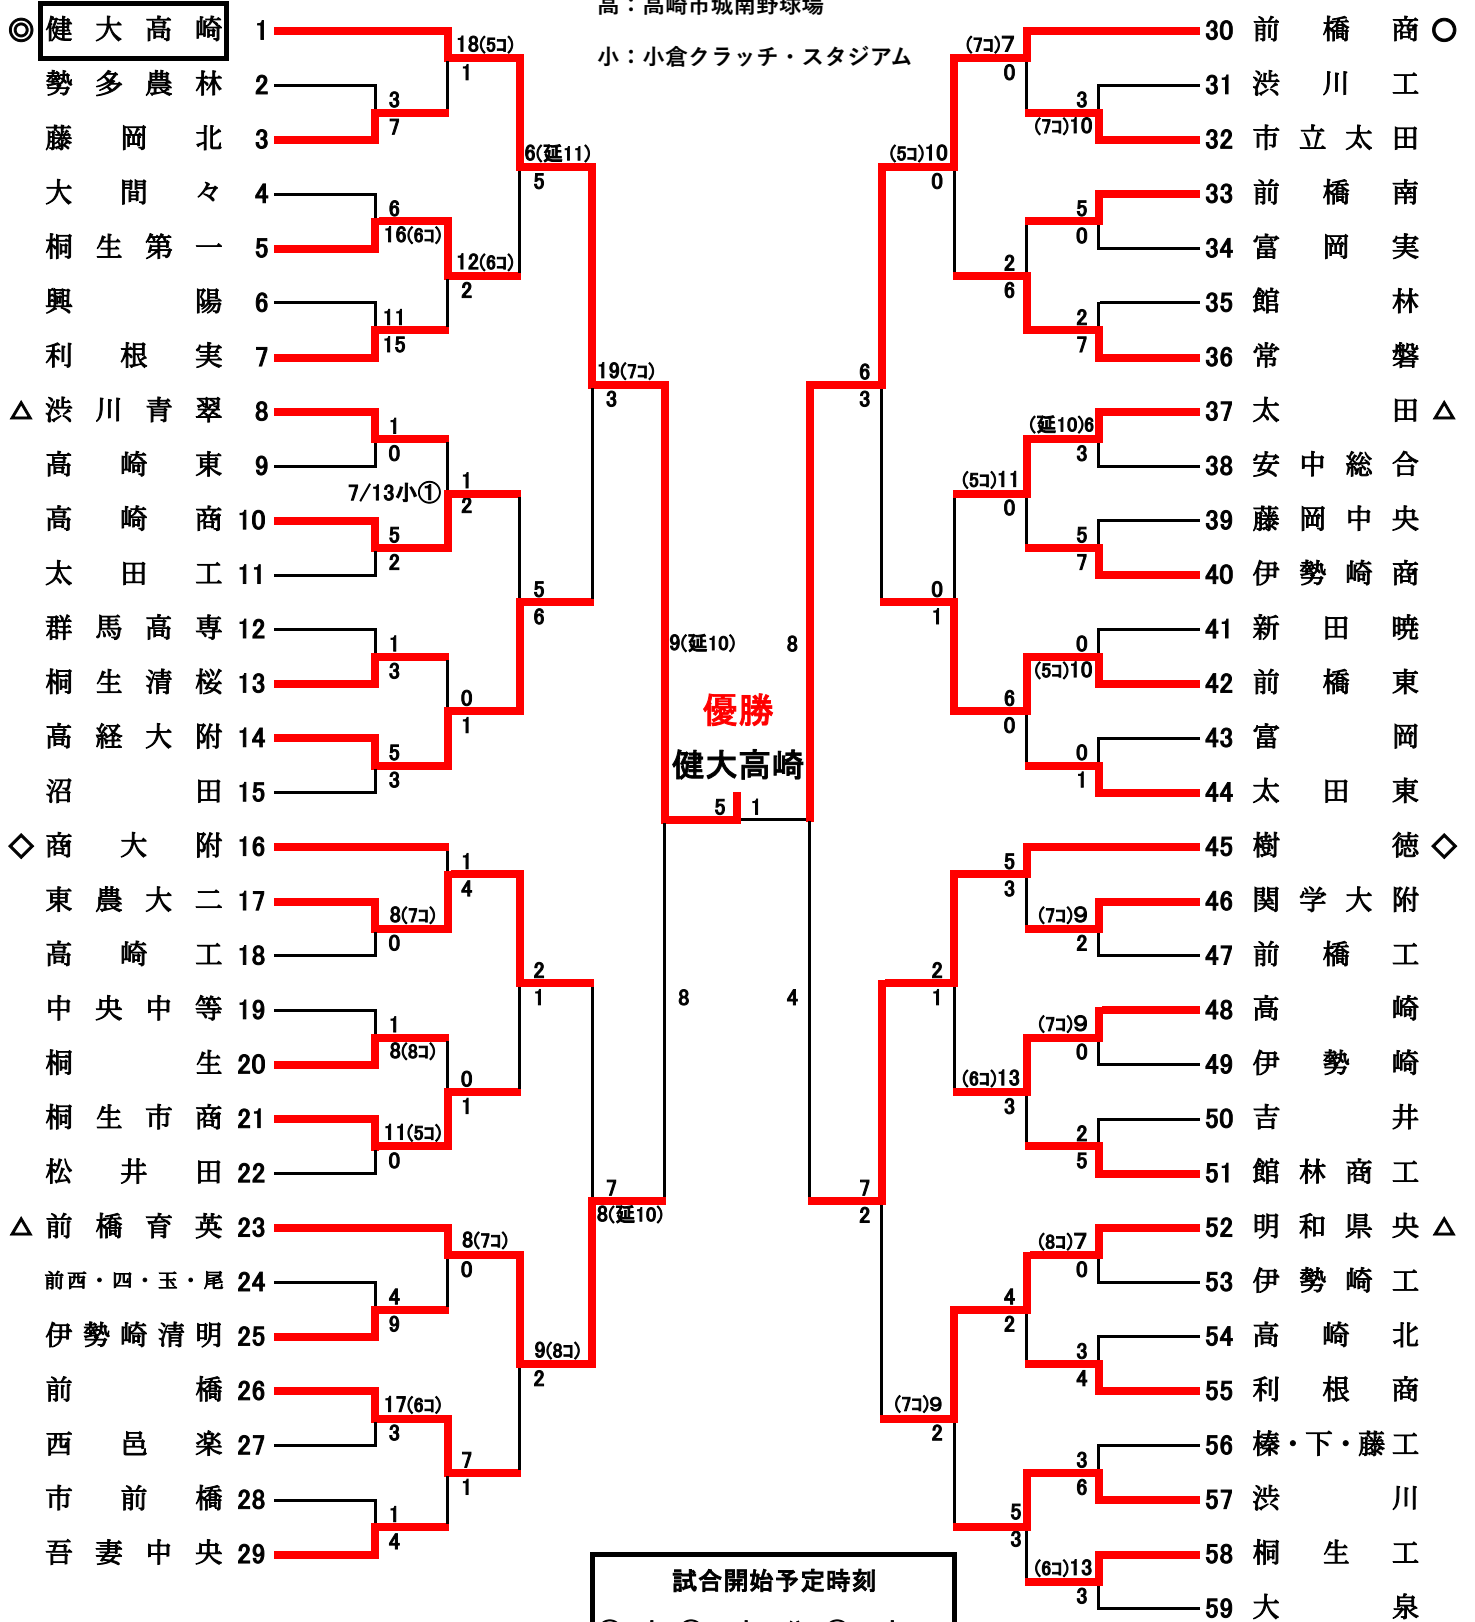 高：高崎市城南野球場
小：小倉クラッチ・スタジアム
◎ 健大高崎 1
勢多農林 2
藤岡北 3
大間々 4
桐生第一 5
興陽 6
利根実 7
△ 渋川青翠 8
高崎東 9
高崎商 10
太田工 11
群馬高専 12
桐生清桜 13
高経大附 14
沼田 15
◇ 商大附 16
東農大二 17
高崎工 18
中央中等 19
桐生 20
桐生市商 21
松井田 22
△ 前橋育英 23
前西・四・玉・尾 24
伊勢崎清明 25
前橋 26
西邑楽 27
市前橋 28
吾妻中央 29
18(5コ)
1
3
7
6
16(6コ)
12(6コ)
2
11
15
6(延11)
5
1
0
7/13小①
1
2
5
2
1
3
0
1
5
3
5
6
19(7コ)
3
1
4
8(7コ)
0
1
8(8コ)
0
1
11(5コ)
0
2
1
8(7コ)
0
4
9
17(6コ)
3
7
1
1
4
9(8コ)
2
7
8(延10)
9(延10)
8
8
4
優勝
健大高崎
5
1
30 前橋商 ○
31 渋川工
32 市立太田
33 前橋南
34 富岡実
35 館林
36 常磐
37 太田 △
38 安中総合
39 藤岡中央
40 伊勢崎商
41 新田暁
42 前橋東
43 富岡
44 太田東
45 樹徳 ◇
46 関学大附
47 前橋工
48 高崎
49 伊勢崎
50 吉井
51 館林商工
52 明和県央 △
53 伊勢崎工
54 高崎北
55 利根商
56 榛・下・藤工
57 渋川
58 桐生工
59 大泉
(7コ)7
0
3
(7コ)10
(5コ)10
0
5
0
2
6
2
7
6
3
(延10)6
3
(5コ)11
0
5
7
0
1
0
(5コ)10
6
0
0
1
5
3
(7コ)9
2
2
1
(7コ)9
0
(6コ)13
3
2
5
7
2
(8コ)7
0
4
2
3
4
(7コ)9
2
3
6
5
3
(6コ)13
3
試合開始予定時刻